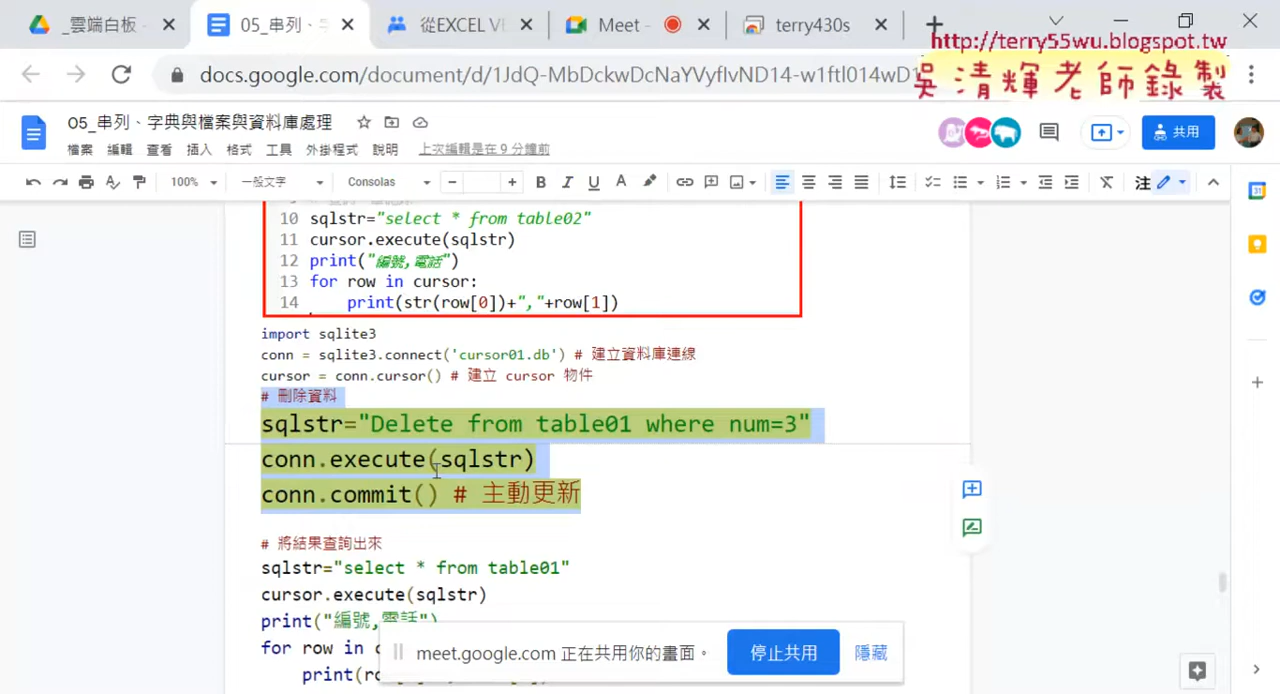 _雲端白板 -
05_串列、字
從EXCEL VE
Meet -
terry430s
http://terry55wu.blogspot.tw
docs.google.com/document/d/1JdQ-MbDckwDcNaYVyfIvND14-w1ftl014wD1
吳清輝老師錄製
05_串列、字典與檔案與資料庫處理
檔案 編輯 查看 插入 格式 工具 外掛程式 說明 上次編輯是在 9 分鐘前
共用
100% 一般文字 Consolas − + B I U A 注
10 sqlstr="select * from table02"
11 cursor.execute(sqlstr)
12 print("編號,電話")
13 for row in cursor:
14 print(str(row[0])+","+row[1])
import sqlite3
conn = sqlite3.connect('cursor01.db') # 建立資料庫連線
cursor = conn.cursor() # 建立 cursor 物件
# 刪除資料
sqlstr="Delete from table01 where num=3"
conn.execute(sqlstr)
conn.commit() # 主動更新
# 將結果查詢出來
sqlstr="select * from table01"
cursor.execute(sqlstr)
print("編號,電話")
for row in c
print(ro
meet.google.com 正在共用你的畫面。 停止共用 隱藏